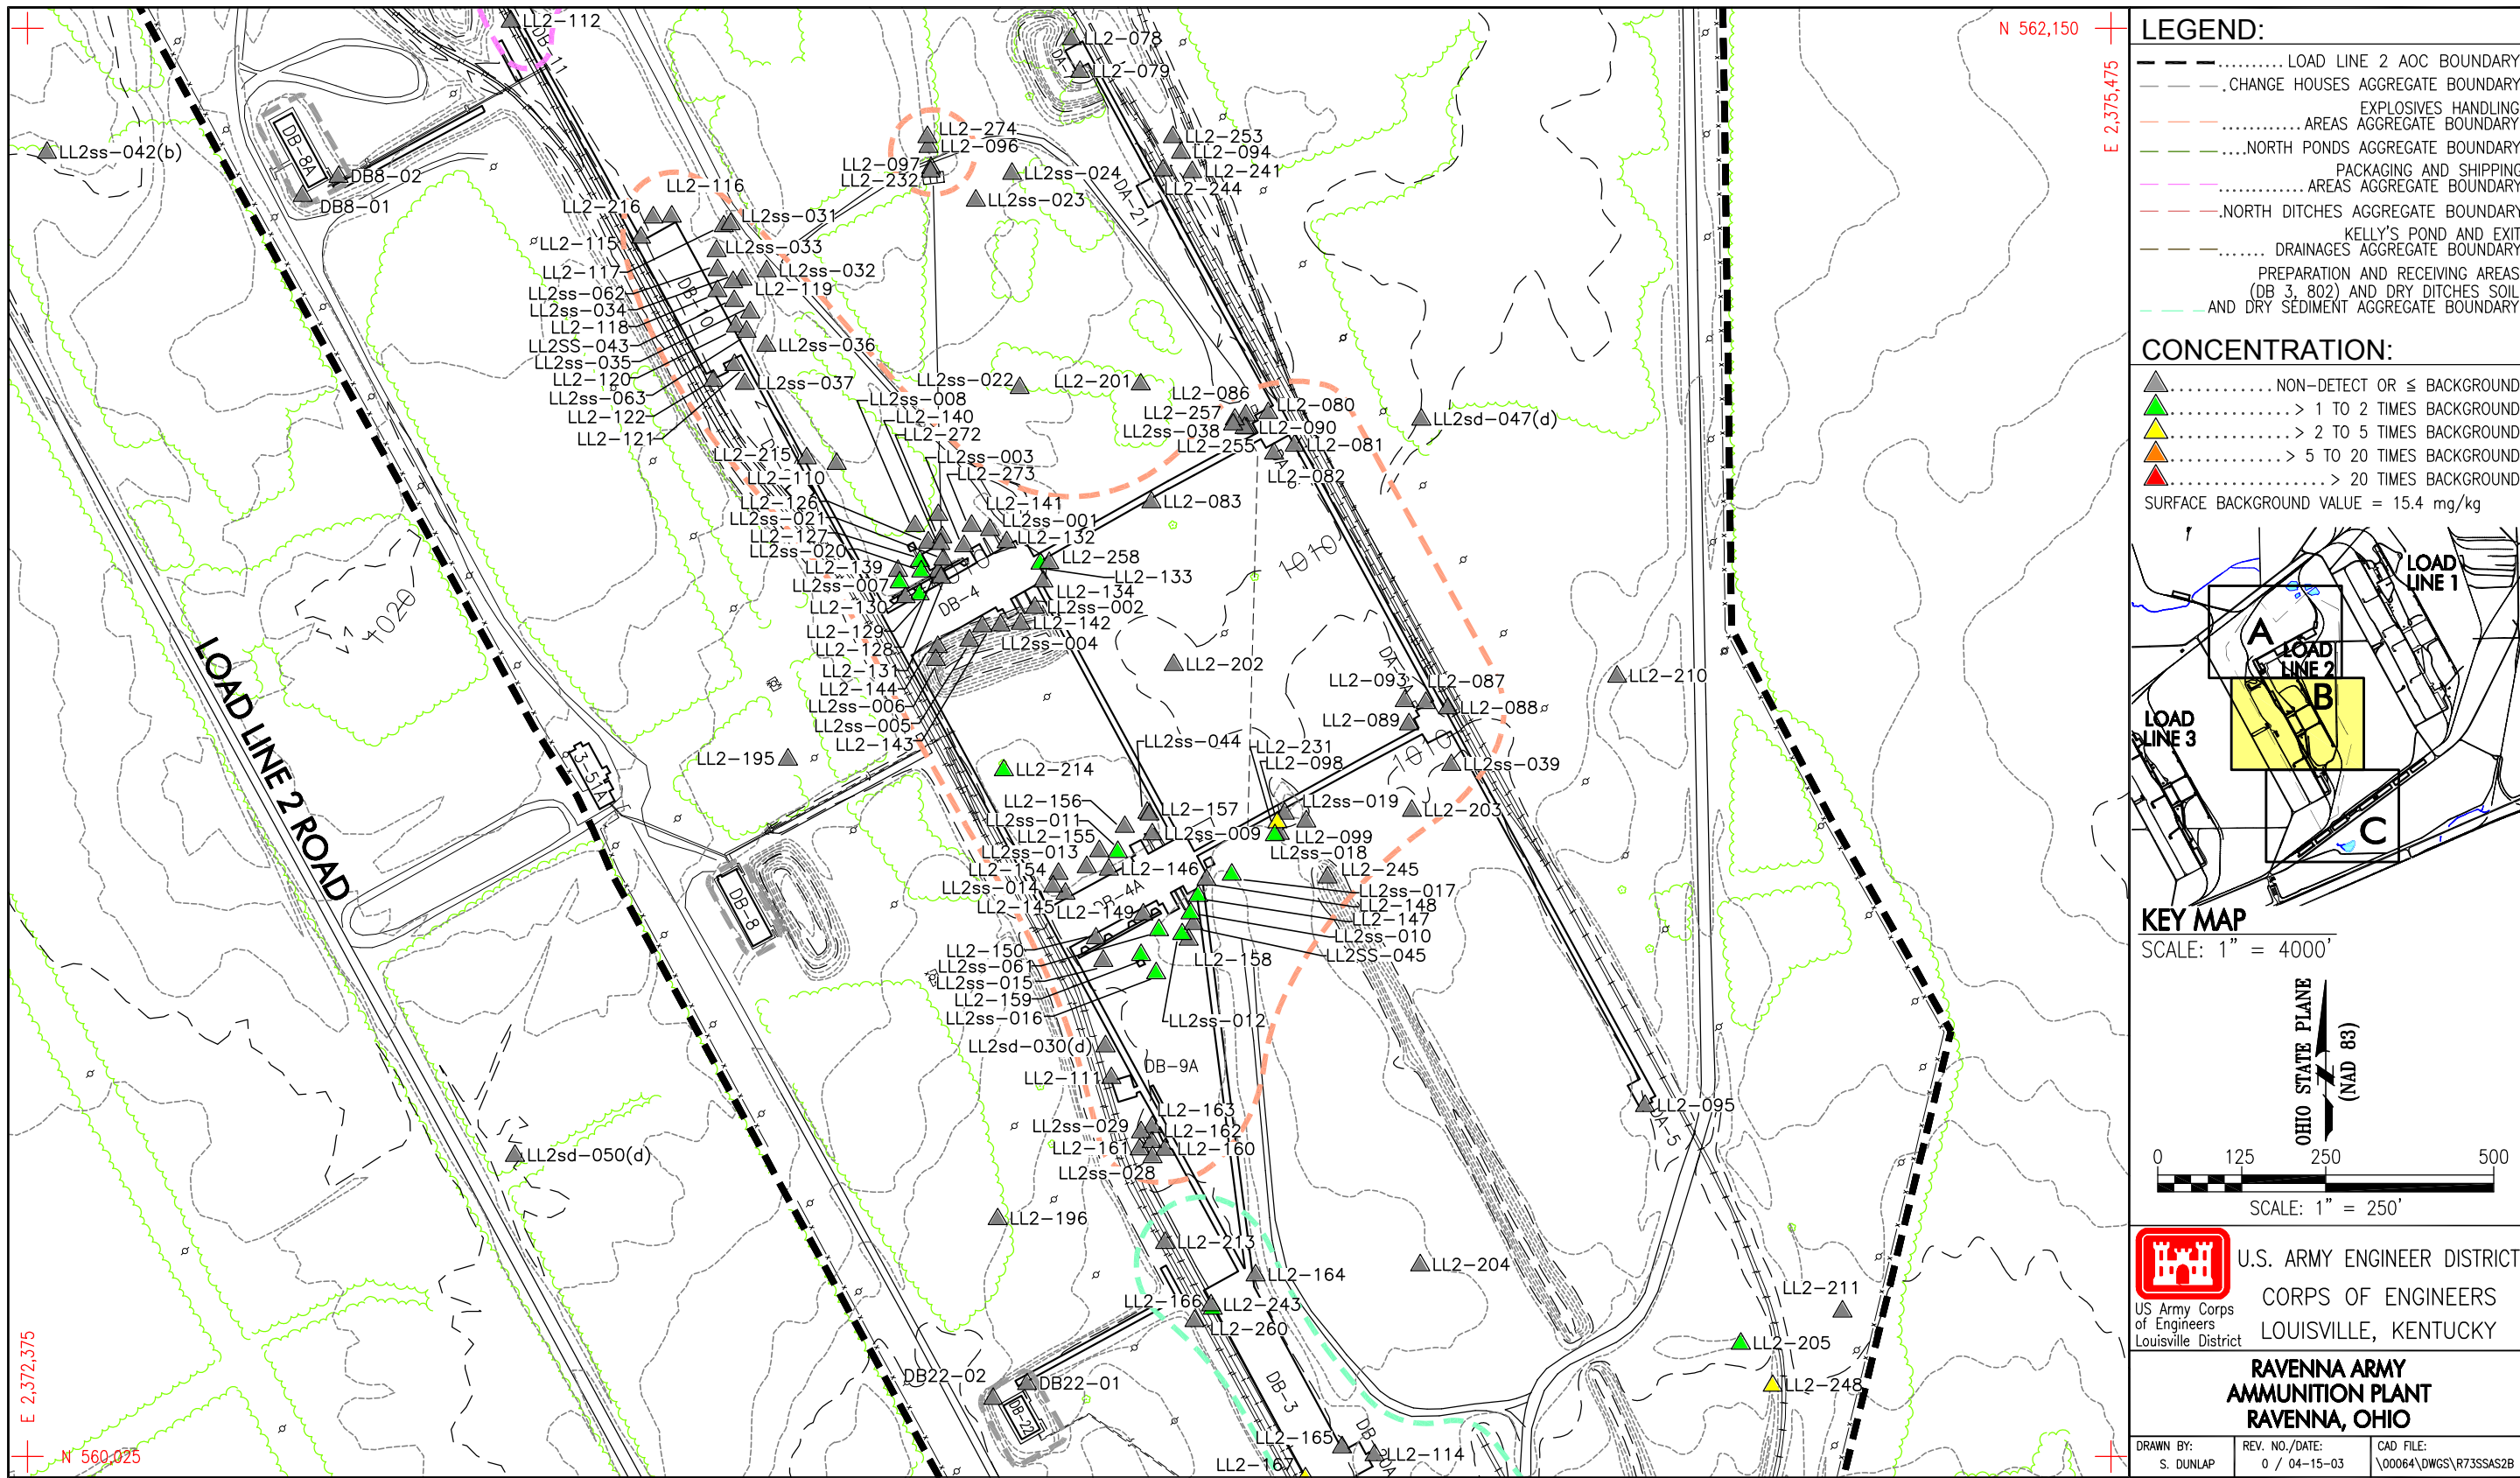 LL2-112
DB-11
LL2-078
DA-
LL2-079
N 562,150
E 2,375,475
LL2ss-042(b)
DB-8A
DB8-02
DB8-01
LL2-274
LL2-096
LL2-097
LL2-232
LL2ss-024
LL2ss-023
LL2-253
LL2-094
LL2-241
LL2-244
DA-21
LL2-116
LL2-216
LL2ss-031
LL2-115
LL2ss-033
LL2-117
LL2ss-032
LL2ss-062
LL2-119
LL2ss-034
LL2-118
DB-10
LL2SS-043
LL2ss-035
LL2ss-036
LL2-120
LL2ss-037
LL2ss-063
LL2-122
LL2-121
LL2ss-022
LL2-201
LL2-086
LL2-257
LL2ss-038
LL2-255
LL2-080
LL2-090
LL2-081
LL2-082
LL2sd-047(d)
LL2ss-008
LL2-140
LL2-272
LL2-215
LL2-110
LL2ss-003
LL2-273
LL2-126
LL2-141
LL2ss-021
LL2ss-001
LL2-127
LL2-132
LL2ss-020
LL2-258
LL2-139
LL2-133
LL2ss-007
LL2-134
LL2-130
LL2ss-002
LL2-129
LL2-142
LL2-128
LL2ss-004
LL2-131
LL2-144
LL2ss-006
LL2ss-005
LL2-143
DB-4
LL2-083
1010
1010
1010
1020
LL2-202
LL2-093
LL2-087
LL2-088
LL2-089
LL2-210
LOAD LINE 2 ROAD
3-51A
LL2-195
LL2-214
LL2ss-044
LL2-231
LL2-098
LL2ss-039
LL2-156
LL2-157
LL2ss-019
LL2-203
LL2ss-011
LL2ss-009
LL2-099
LL2-155
LL2ss-018
LL2ss-013
LL2-154
LL2-146
LL2-245
LL2ss-014
LL2ss-017
LL2-145
LL2-149
LL2-148
DB-4A
LL2-147
LL2ss-010
LL2-150
LL2-158
LL2SS-045
LL2ss-061
LL2ss-015
LL2-159
LL2ss-016
LL2ss-012
DB-8
LL2sd-030(d)
DB-9A
LL2-111
LL2-163
LL2ss-029
LL2-162
LL2-161
LL2-160
LL2ss-028
LL2-095
DA-5
LL2sd-050(d)
LL2-196
LL2-213
LL2-164
LL2-204
LL2-166
LL2-243
LL2-260
LL2-211
LL2-205
LL2-248
DB22-02
DB22-01
DB-22
DB-3
LL2-165
LL2-114
LL2-167
E 2,372,375
N 560,025
LEGEND:
.......... LOAD LINE 2 AOC BOUNDARY
. CHANGE HOUSES AGGREGATE BOUNDARY
EXPLOSIVES HANDLING
............ AREAS AGGREGATE BOUNDARY
....NORTH PONDS AGGREGATE BOUNDARY
PACKAGING AND SHIPPING
............. AREAS AGGREGATE BOUNDARY
.NORTH DITCHES AGGREGATE BOUNDARY
KELLY'S POND AND EXIT
....... DRAINAGES AGGREGATE BOUNDARY
PREPARATION AND RECEIVING AREAS
(DB 3, 802) AND DRY DITCHES SOIL
AND DRY SEDIMENT AGGREGATE BOUNDARY
CONCENTRATION:
............ NON-DETECT OR ≤ BACKGROUND
.............. > 1 TO 2 TIMES BACKGROUND
.............. > 2 TO 5 TIMES BACKGROUND
............. > 5 TO 20 TIMES BACKGROUND
.................. > 20 TIMES BACKGROUND
SURFACE BACKGROUND VALUE = 15.4 mg/kg
LOAD
LINE 1
A
LOAD
LINE 2
B
LOAD
LINE 3
C
KEY MAP
SCALE: 1" = 4000'
OHIO STATE PLANE
(NAD 83)
0 125 250 500
SCALE: 1" = 250'
US Army Corps
of Engineers
Louisville District
U.S. ARMY ENGINEER DISTRICT
CORPS OF ENGINEERS
LOUISVILLE, KENTUCKY
RAVENNA ARMY
AMMUNITION PLANT
RAVENNA, OHIO
DRAWN BY:
S. DUNLAP
REV. NO./DATE:
0 / 04-15-03
CAD FILE:
\00064\DWGS\R73SSAS2B